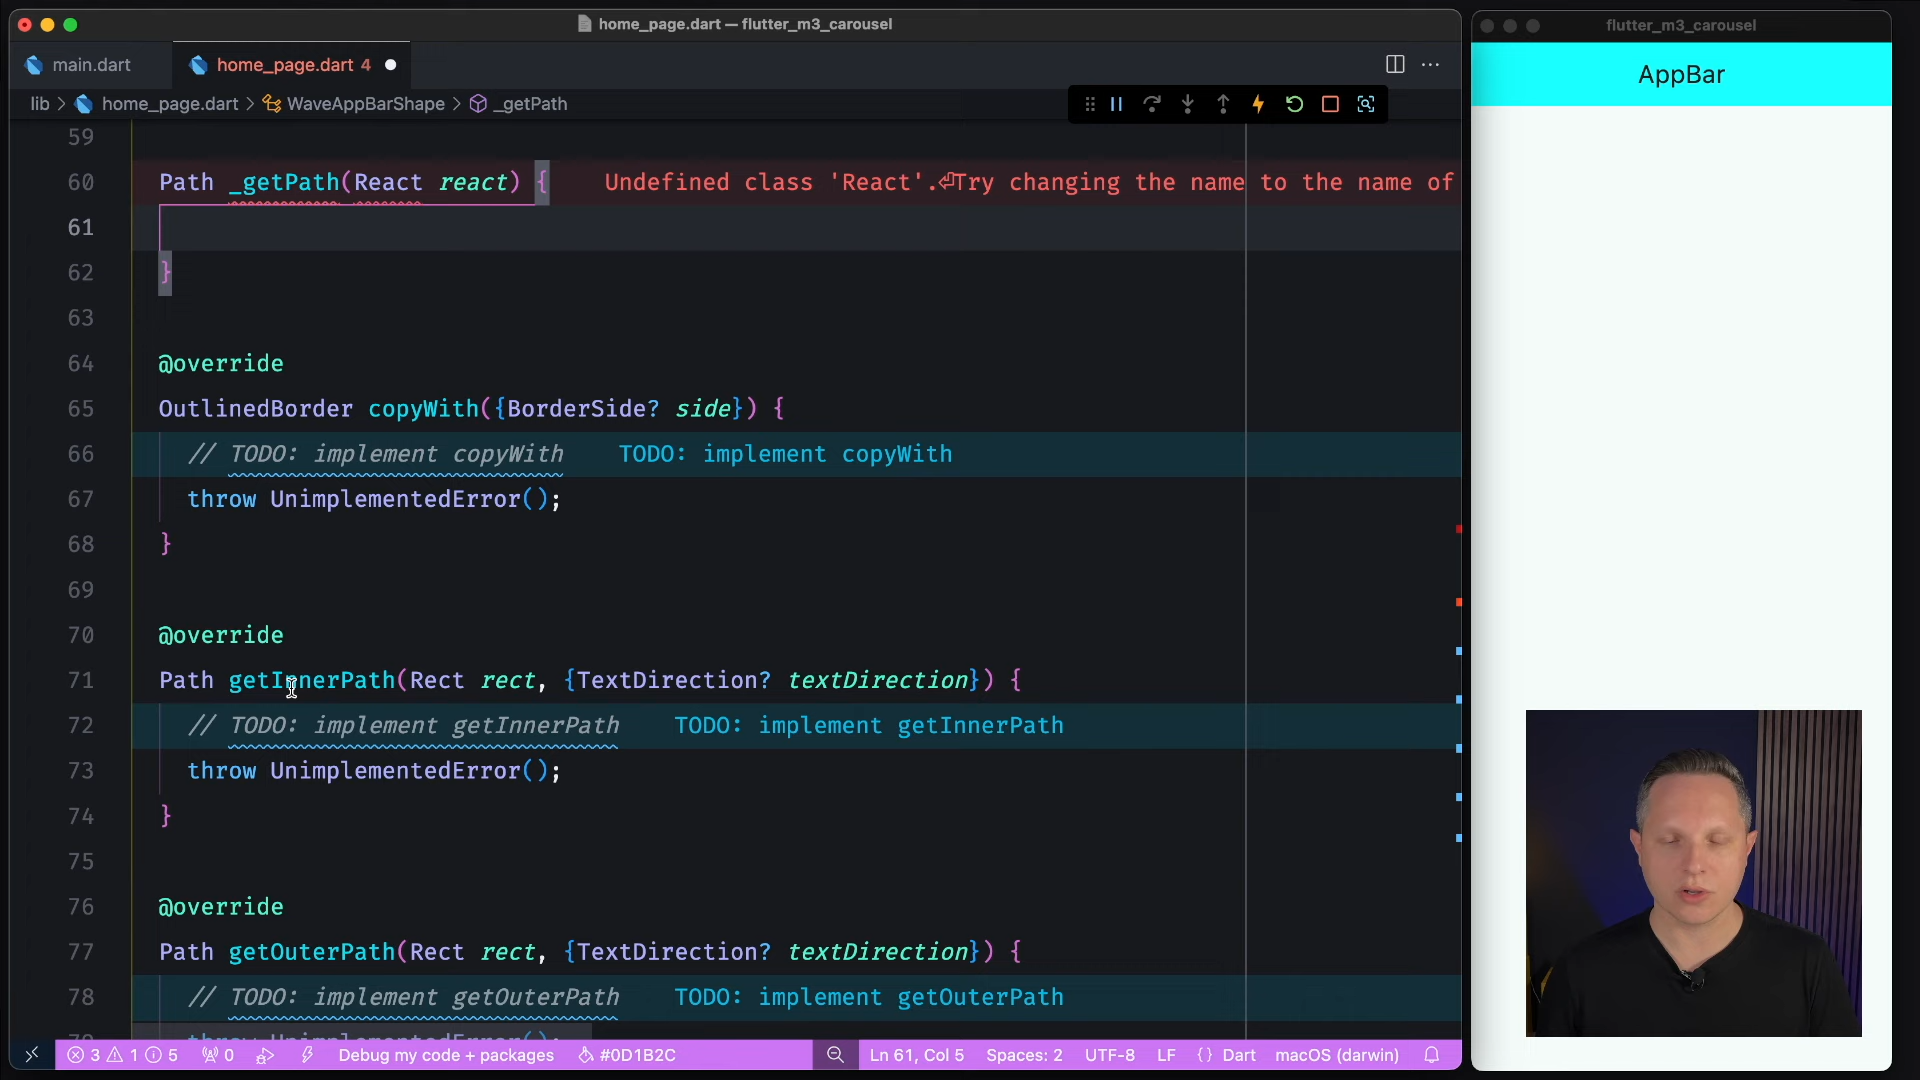 home_page.dart — flutter_m3_carousel
main.dart
home_page.dart 4
lib > home_page.dart > WaveAppBarShape > _getPath
59
60 Path _getPath(React react) { Undefined class 'React'.⏎Try changing the name to the name of
61
62 }
63
64 @override
65 OutlinedBorder copyWith({BorderSide? side}) {
66 // TODO: implement copyWith TODO: implement copyWith
67 throw UnimplementedError();
68 }
69
70 @override
71 Path getInnerPath(Rect rect, {TextDirection? textDirection}) {
72 // TODO: implement getInnerPath TODO: implement getInnerPath
73 throw UnimplementedError();
74 }
75
76 @override
77 Path getOuterPath(Rect rect, {TextDirection? textDirection}) {
78 // TODO: implement getOuterPath TODO: implement getOuterPath
3 1 5 0 Debug my code + packages #0D1B2C Ln 61, Col 5 Spaces: 2 UTF-8 LF {} Dart macOS (darwin)
flutter_m3_carousel
AppBar